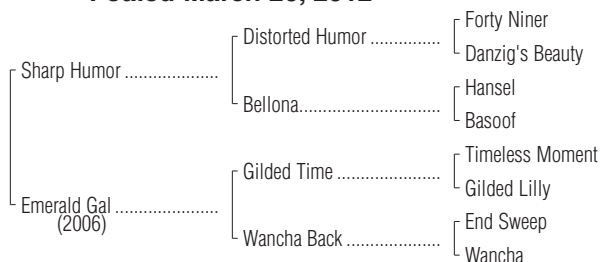 Foaled March 2012
Forty Niner
Distorted Humor ................
Danzig's Beauty
Sharp Humor .....................
Hansel
Bellona................................
Basoof
Timeless Moment
Gilded Time .......................
Gilded Lilly
Emerald Gal .......................
(2006)
End Sweep
Wancha Back .....................
Wancha